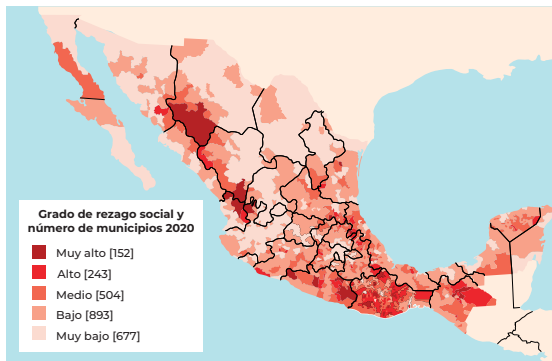 Grado de rezago social y
número de municipios 2020
Muy alto [152]
Alto [243]
Medio [504]
Bajo [893]
Muy bajo [677]